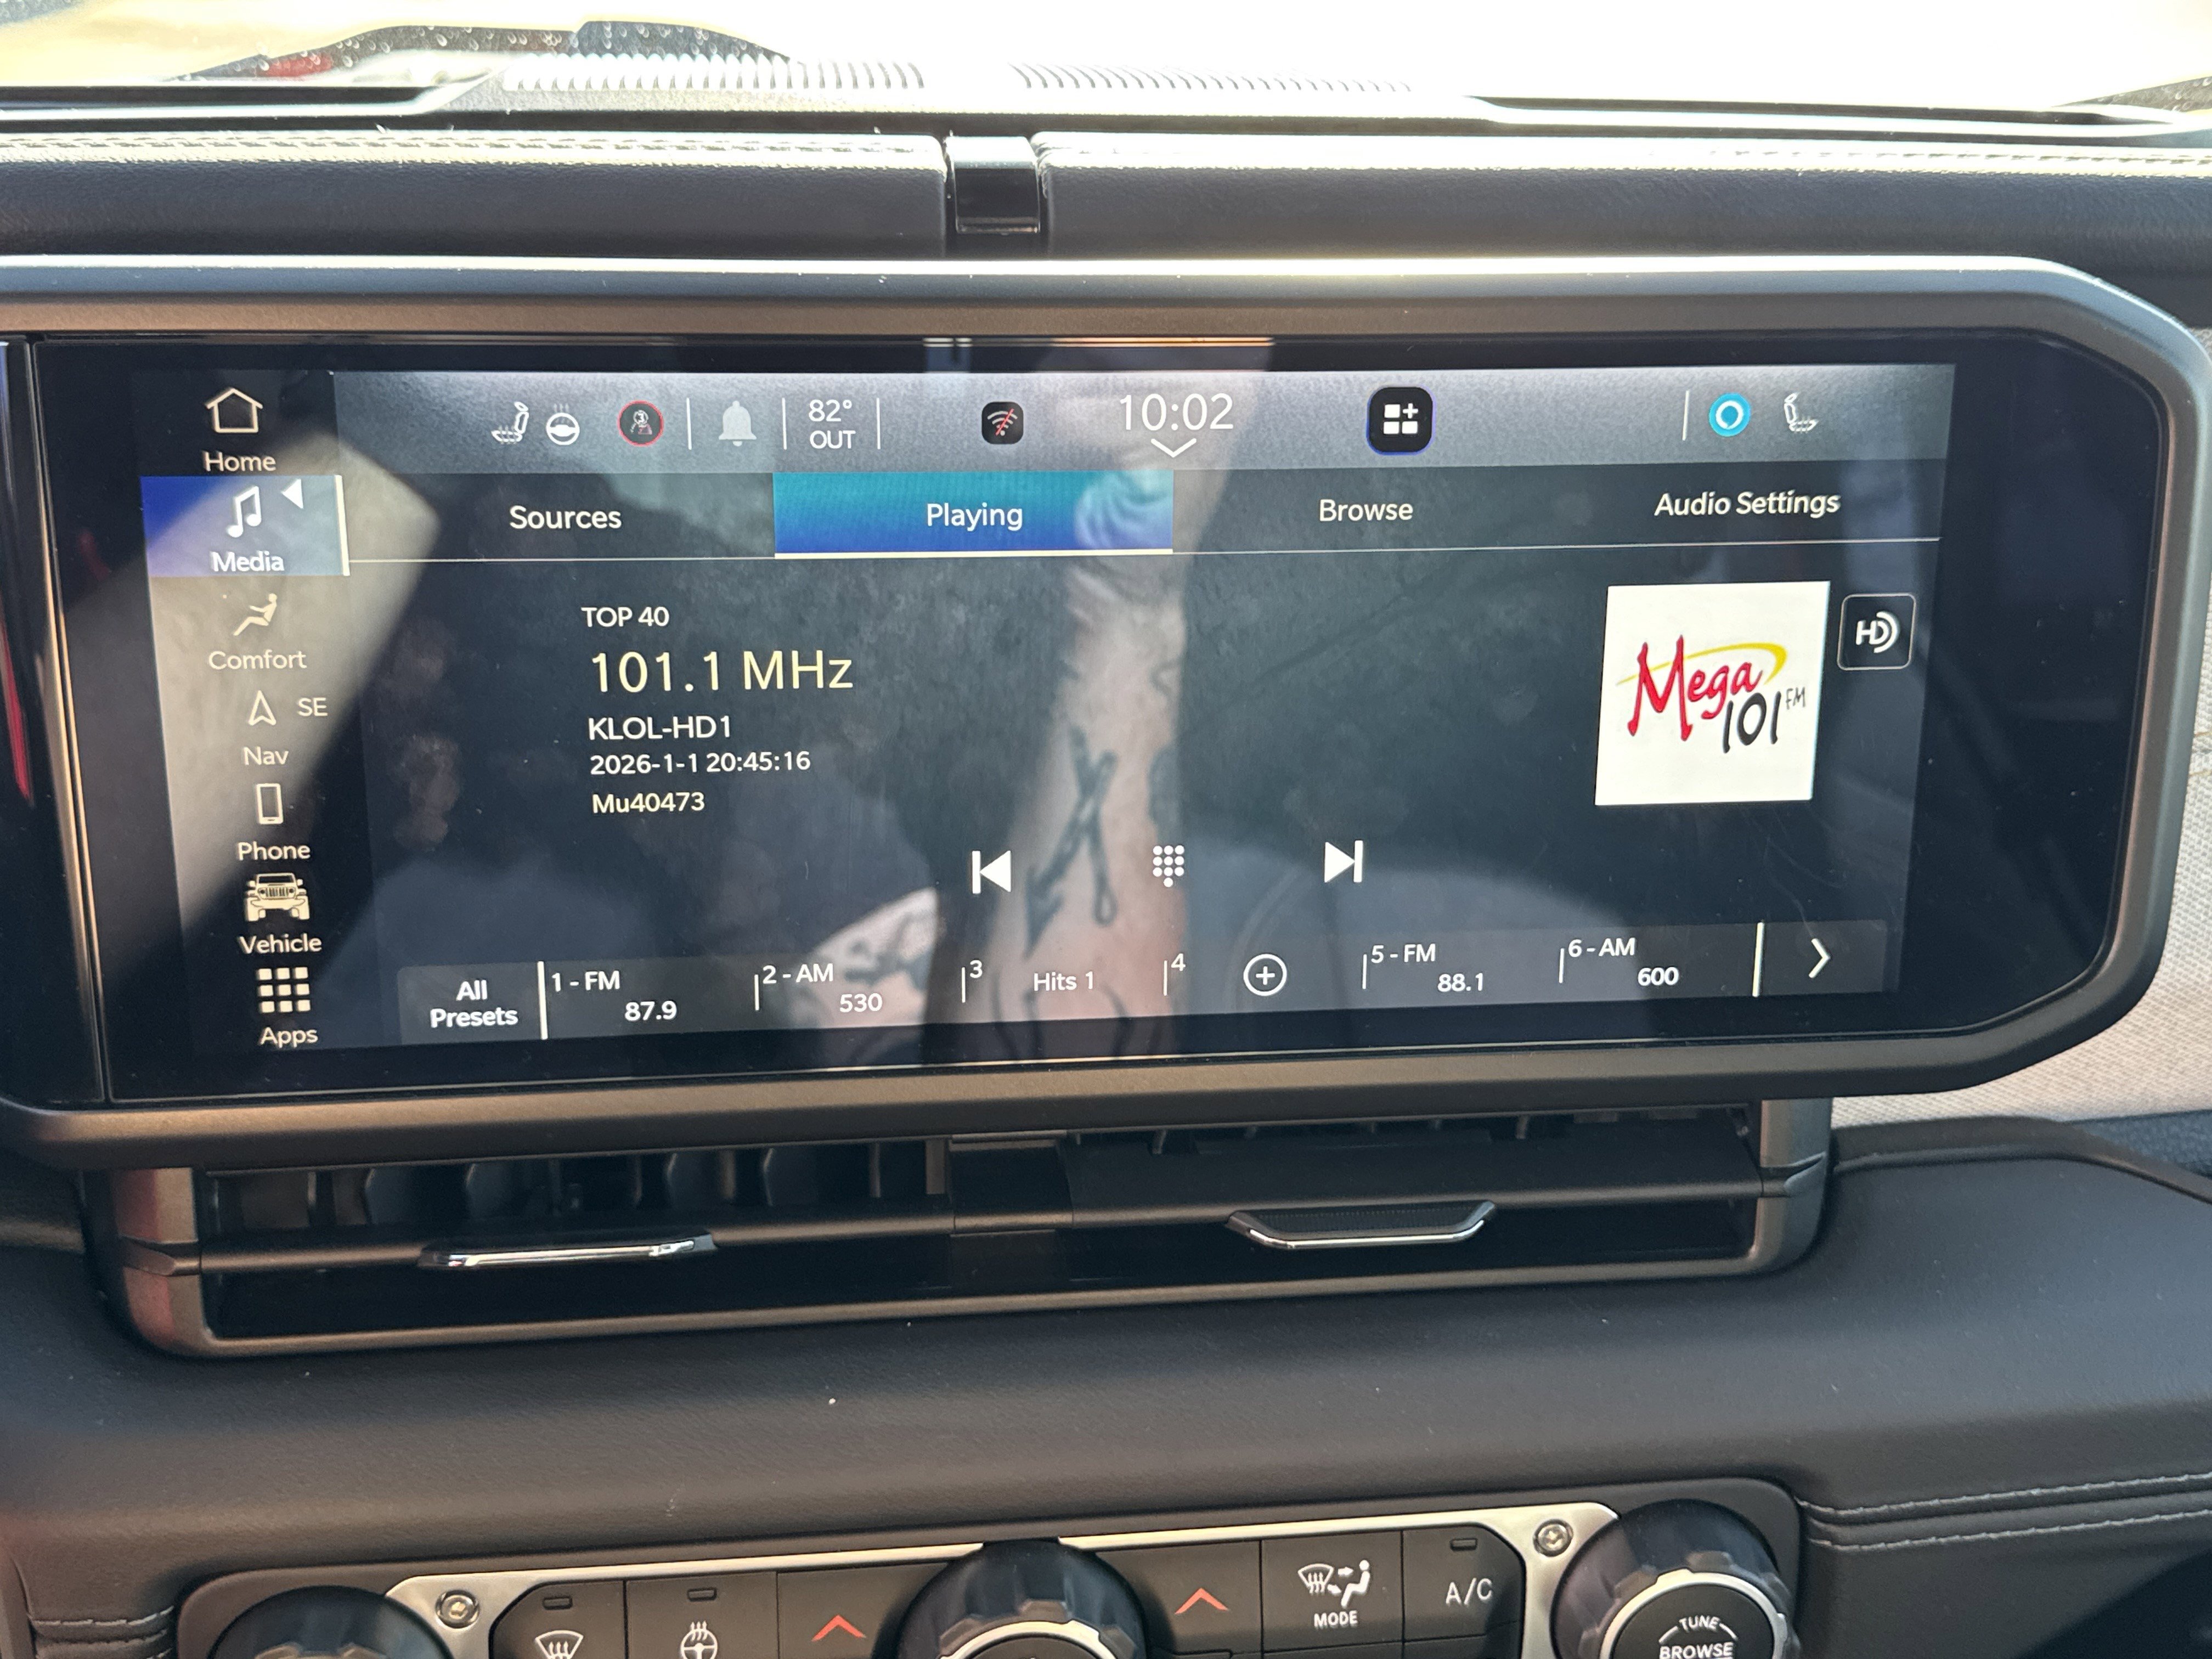 Home
82°
OUT
10:02
Media
Sources
Playing
Browse
Audio Settings
Comfort
SE
Nav
Phone
Vehicle
Apps
TOP 40
101.1 MHz
KLOL-HD1
2026-1-1 20:45:16
Mu40473
Mega
101 FM
HD
All
Presets
1 - FM
87.9
2 - AM
530
3
Hits 1
4
5 - FM
88.1
6 - AM
600
MODE
A/C
TUNE
BROWSE